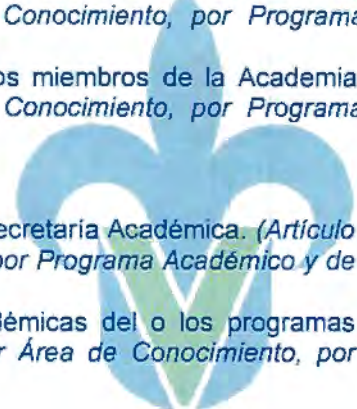 Conocimiento, por Programa
os miembros de la Academia
Conocimiento, por Programa
ecretaría Académica. (Artículo
por Programa Académico y de
démicas del o los programas
r Área de Conocimiento, por